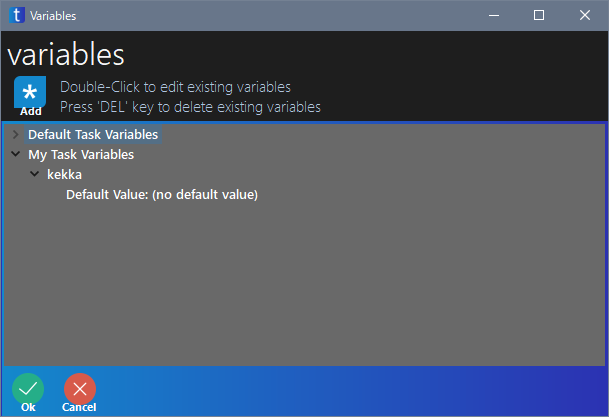 t Variables
variables
* Add
Double-Click to edit existing variables
Press 'DEL' key to delete existing variables
Default Task Variables
My Task Variables
kekka
Default Value: (no default value)
Ok Cancel